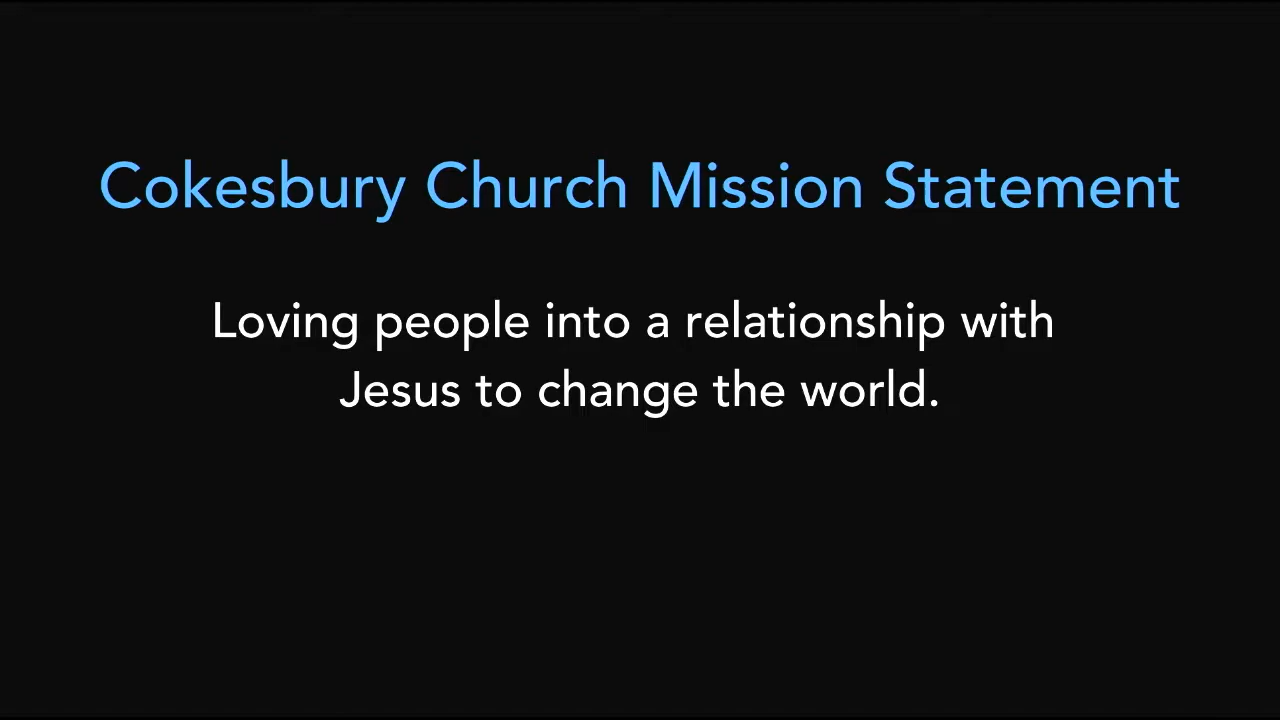 Cokesbury Church Mission Statement
Loving people into a relationship with
Jesus to change the world.